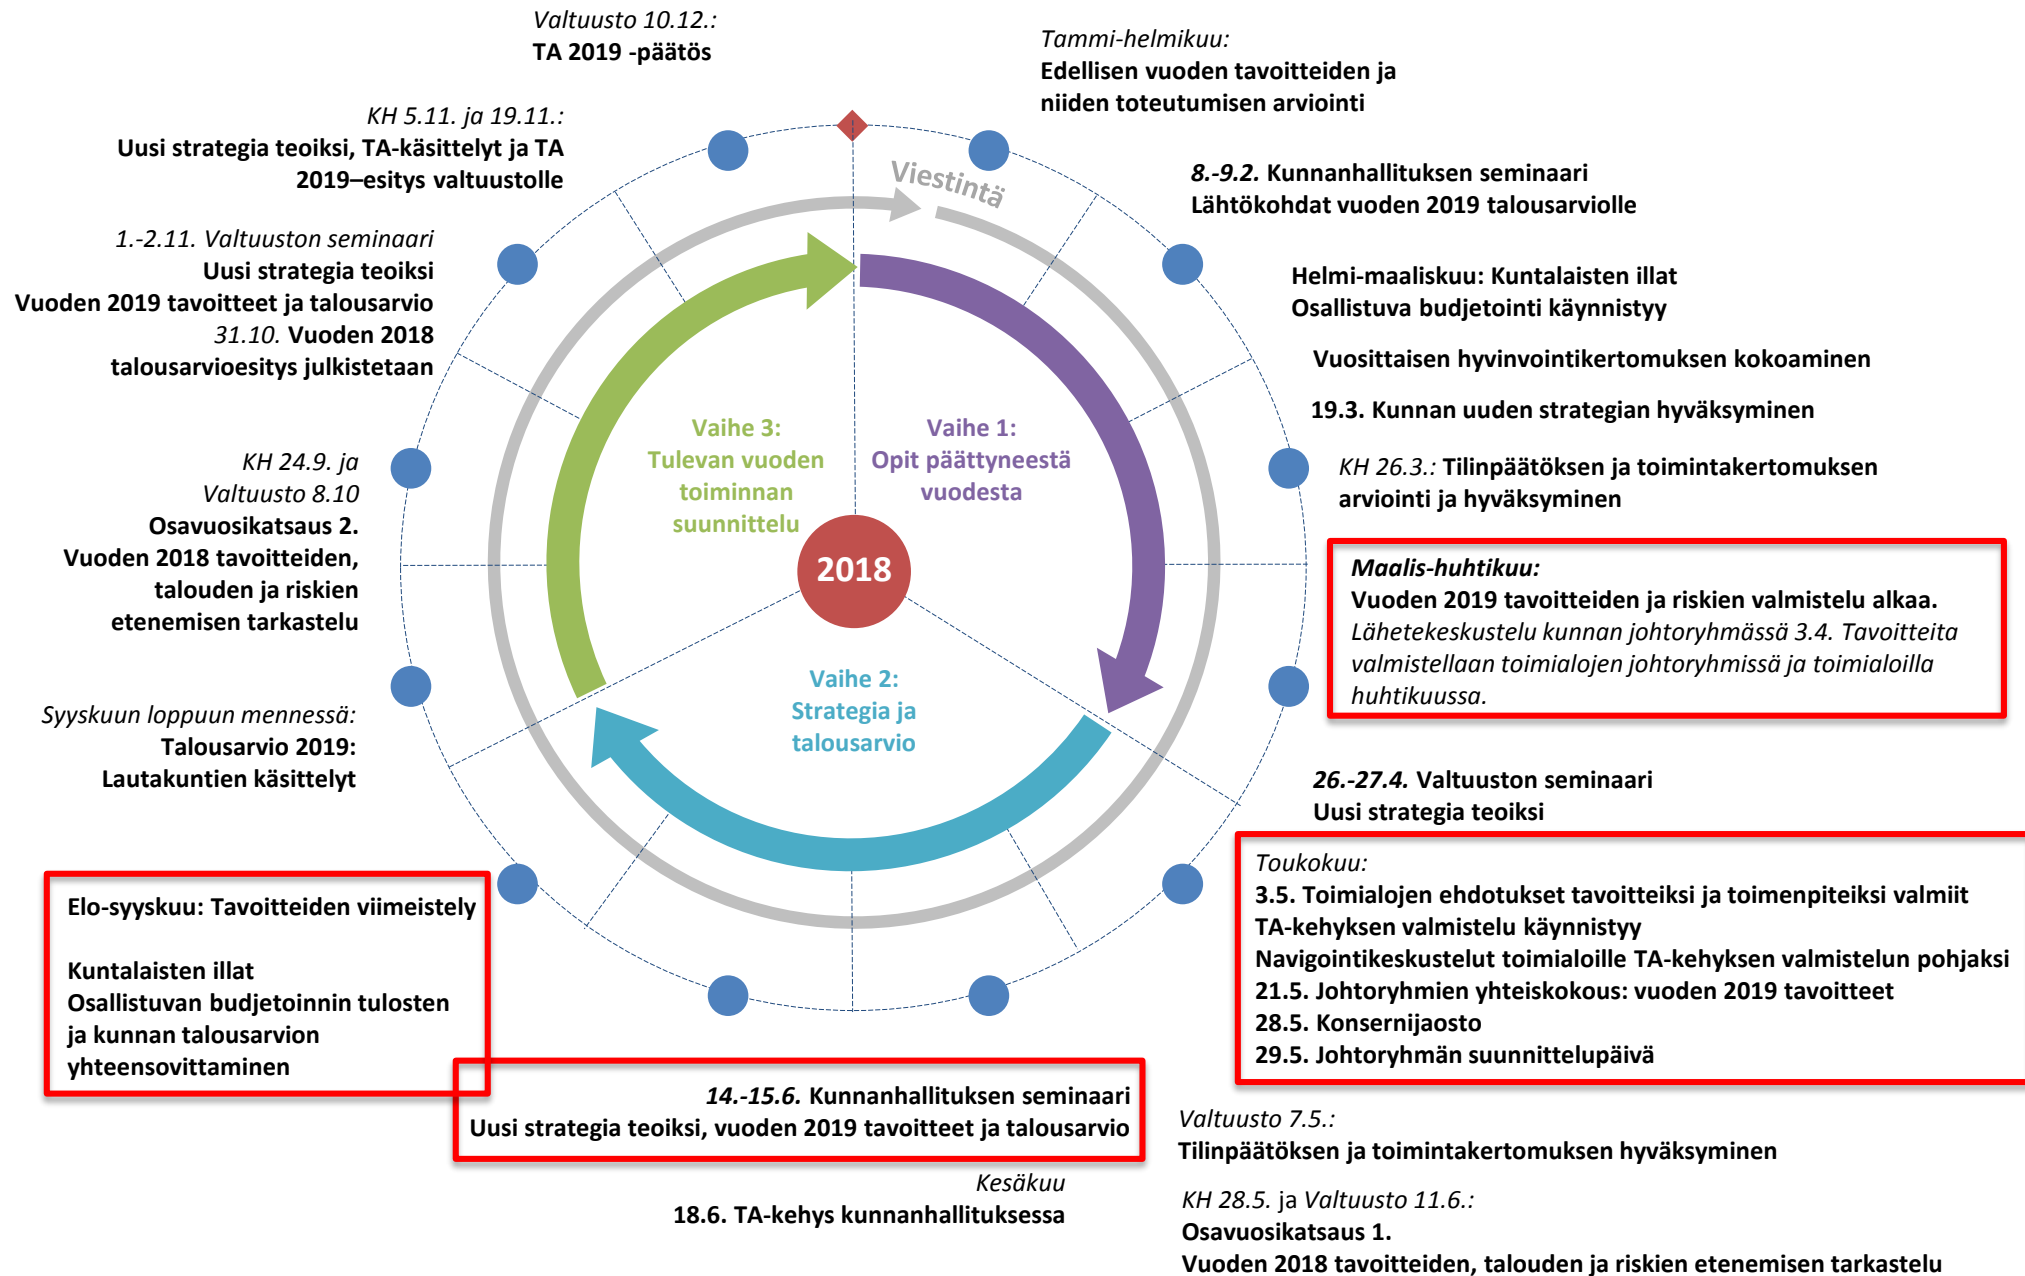 Valtuusto 10.12.:
TA 2019 -päätös
Tammi-helmikuu:
Edellisen vuoden tavoitteiden ja
niiden toteutumisen arviointi
KH 5.11. ja 19.11.:
Uusi strategia teoiksi, TA-käsittelyt ja TA
2019–esitys valtuustolle
Viestintä
8.-9.2. Kunnanhallituksen seminaari
Lähtökohdat vuoden 2019 talousarviolle
1.-2.11. Valtuuston seminaari
Uusi strategia teoiksi
Vuoden 2019 tavoitteet ja talousarvio
31.10. Vuoden 2018
talousarvioesitys julkistetaan
Helmi-maaliskuu: Kuntalaisten illat
Osallistuva budjetointi käynnistyy
Vuosittaisen hyvinvointikertomuksen kokoaminen
19.3. Kunnan uuden strategian hyväksyminen
Vaihe 3:
Tulevan vuoden
toiminnan
suunnittelu
Vaihe 1:
Opit päättyneestä
vuodesta
KH 24.9. ja
Valtuusto 8.10
Osavuosikatsaus 2.
Vuoden 2018 tavoitteiden,
talouden ja riskien
etenemisen tarkastelu
KH 26.3.: Tilinpäätöksen ja toimintakertomuksen
arviointi ja hyväksyminen
2018
Maalis-huhtikuu:
Vuoden 2019 tavoitteiden ja riskien valmistelu alkaa.
Lähetekeskustelu kunnan johtoryhmässä 3.4. Tavoitteita
valmistellaan toimialojen johtoryhmissä ja toimialoilla
huhtikuussa.
Vaihe 2:
Strategia ja
talousarvio
Syyskuun loppuun mennessä:
Talousarvio 2019:
Lautakuntien käsittelyt
26.-27.4. Valtuuston seminaari
Uusi strategia teoiksi
Toukokuu:
3.5. Toimialojen ehdotukset tavoitteiksi ja toimenpiteiksi valmiit
TA-kehyksen valmistelu käynnistyy
Navigointikeskustelut toimialoille TA-kehyksen valmistelun pohjaksi
21.5. Johtoryhmien yhteiskokous: vuoden 2019 tavoitteet
28.5. Konsernijaosto
29.5. Johtoryhmän suunnittelupäivä
Elo-syyskuu: Tavoitteiden viimeistely
Kuntalaisten illat
Osallistuvan budjetoinnin tulosten
ja kunnan talousarvion
yhteensovittaminen
14.-15.6. Kunnanhallituksen seminaari
Uusi strategia teoiksi, vuoden 2019 tavoitteet ja talousarvio
Valtuusto 7.5.:
Tilinpäätöksen ja toimintakertomuksen hyväksyminen
Kesäkuu
18.6. TA-kehys kunnanhallituksessa
KH 28.5. ja Valtuusto 11.6.:
Osavuosikatsaus 1.
Vuoden 2018 tavoitteiden, talouden ja riskien etenemisen tarkastelu